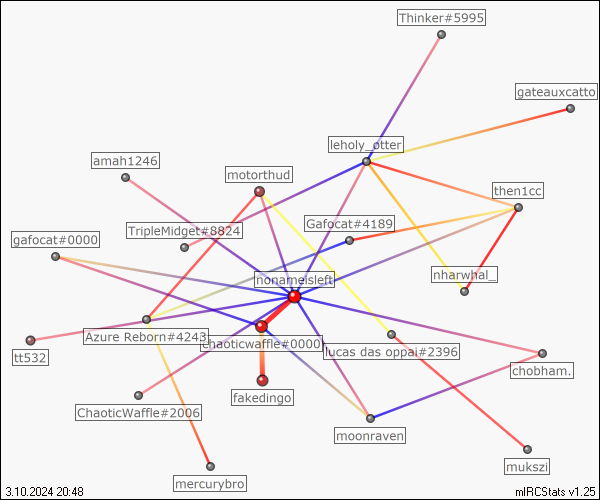 Thinker#5995
gateauxcatto
leholy_otter
amah1246
motorthud
then1cc
Gafocat#4189
TripleMidget#8824
gafocat#0000
nonameisleft
nharwhal_
Azure Reborn#4243
chaoticwaffle#0000
lucas das oppai#2396
tt532
chobham.
fakedingo
ChaoticWaffle#2006
moonraven
mukszi
mercurybro
3.10.2024 20:48
mIRCStats v1.25